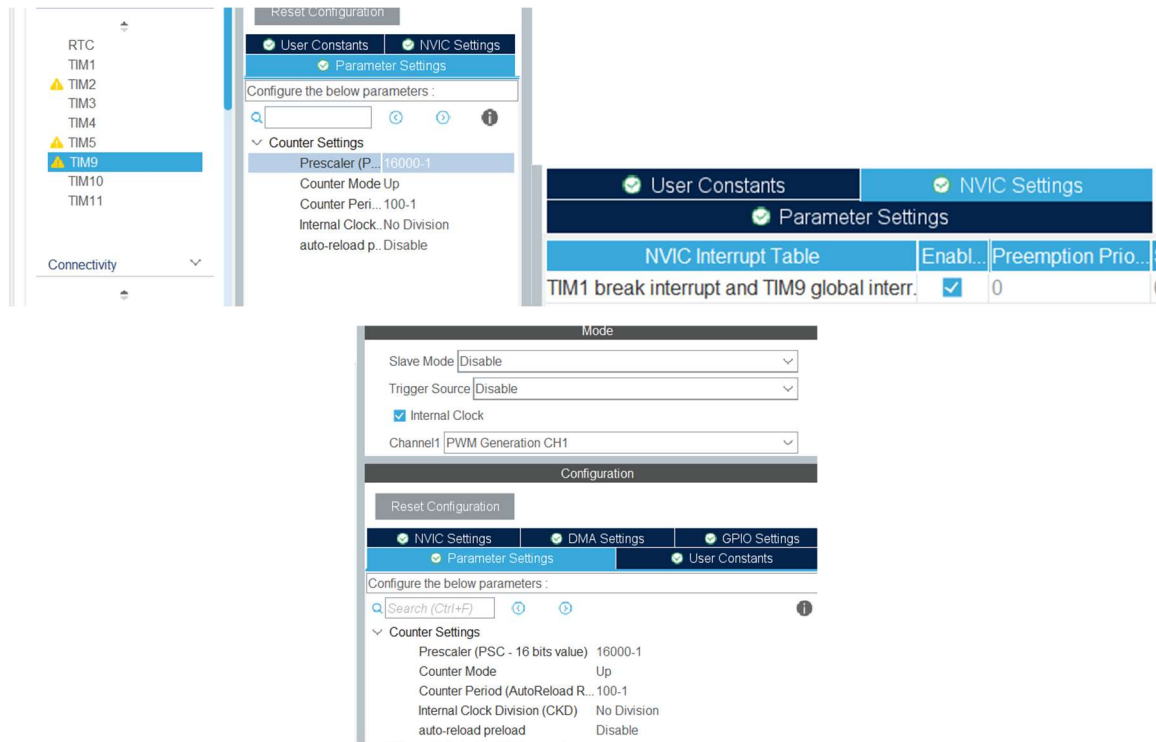 RTC
TIM1
TIM2
TIM3
TIM4
TIM5
TIM9
TIM10
TIM11
Connectivity
Reset Configuration
User Constants
NVIC Settings
Parameter Settings
Configure the below parameters :
Counter Settings
Prescaler (P... 16000-1
Counter Mode Up
Counter Peri... 100-1
Internal Clock.. No Division
auto-reload p.. Disable
User Constants
NVIC Settings
Parameter Settings
NVIC Interrupt Table Enabl... Preemption Prio...
TIM1 break interrupt and TIM9 global interr. 0
Mode
Slave Mode Disable
Trigger Source Disable
Internal Clock
Channel1 PWM Generation CH1
Configuration
Reset Configuration
NVIC Settings
DMA Settings
GPIO Settings
Parameter Settings
User Constants
Configure the below parameters :
Search (Ctrl+F)
Counter Settings
Prescaler (PSC - 16 bits value) 16000-1
Counter Mode Up
Counter Period (AutoReload R... 100-1
Internal Clock Division (CKD) No Division
auto-reload preload Disable